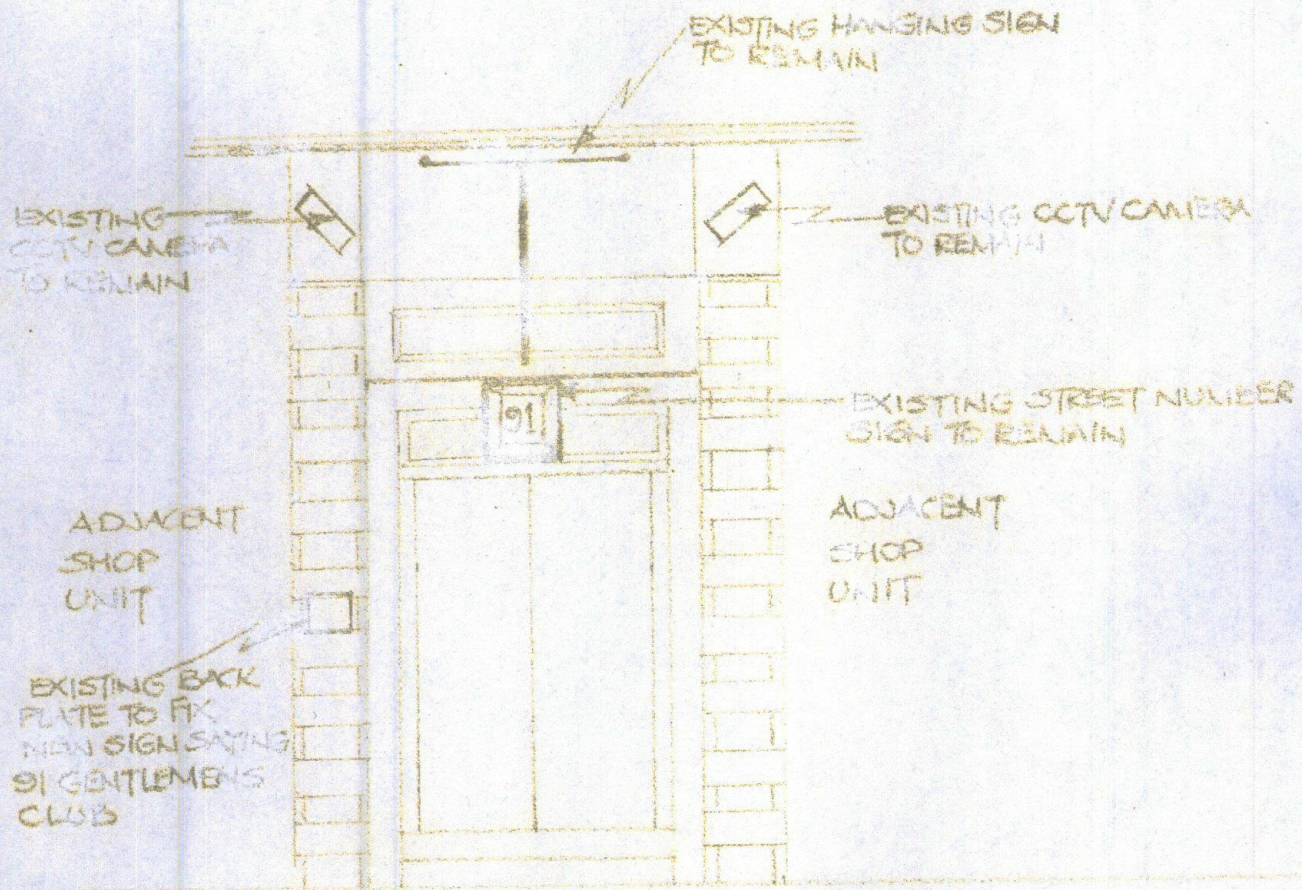 EXISTING HANGING SIGN
TO REMAIN
EXISTING
CCTV CAMERA
TO REMAIN
EXISTING CCTV CAMERA
TO REMAIN
91
EXISTING STREET NUMBER
SIGN TO REMAIN
ADJACENT
SHOP
UNIT
ADJACENT
SHOP
UNIT
EXISTING BACK
PLATE TO FIX
NEW SIGN SAYING
91 GENTLEMENS
CLUB